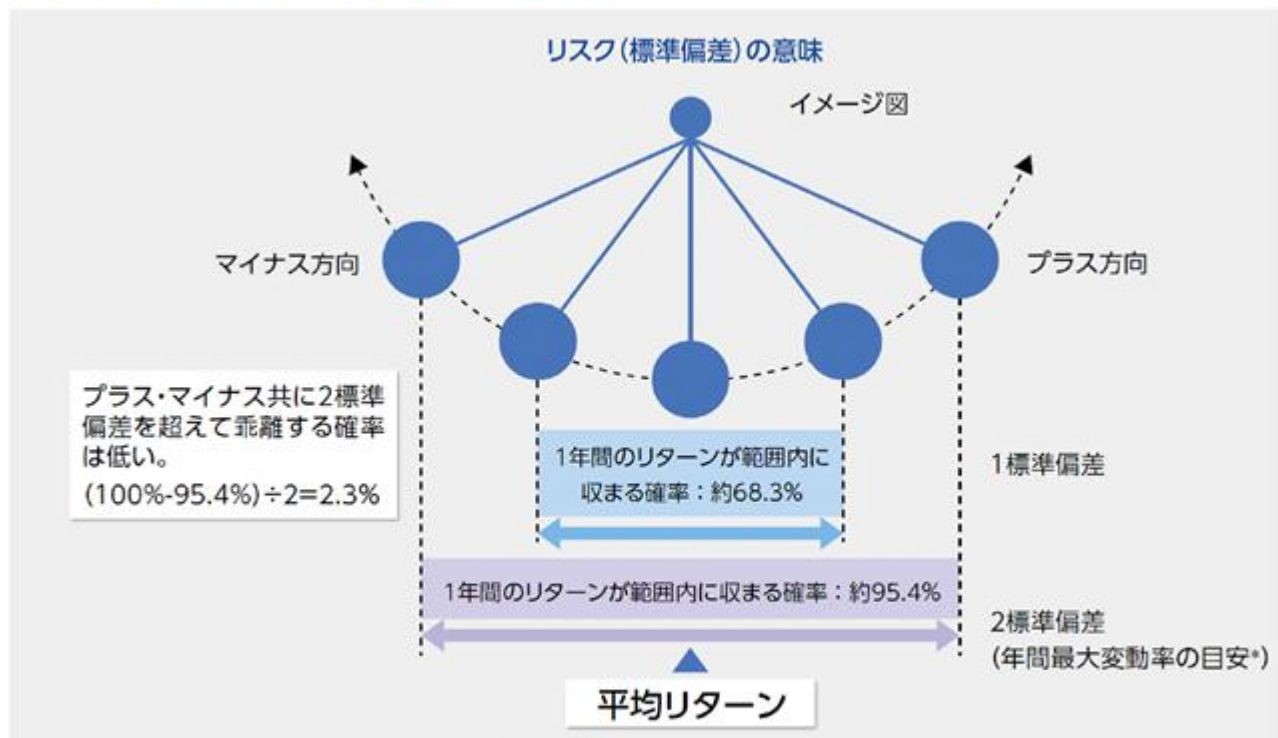 リスク(標準偏差)の意味
イメージ図
マイナス方向
プラス方向
プラス・マイナス共に2標準
偏差を超えて乖離する確率
は低い。
(100%-95.4%)÷2=2.3%
1年間のリターンが範囲内に
収まる確率：約68.3%
1標準偏差
1年間のリターンが範囲内に収まる確率：約95.4%
2標準偏差
(年間最大変動率の目安*)
平均リターン